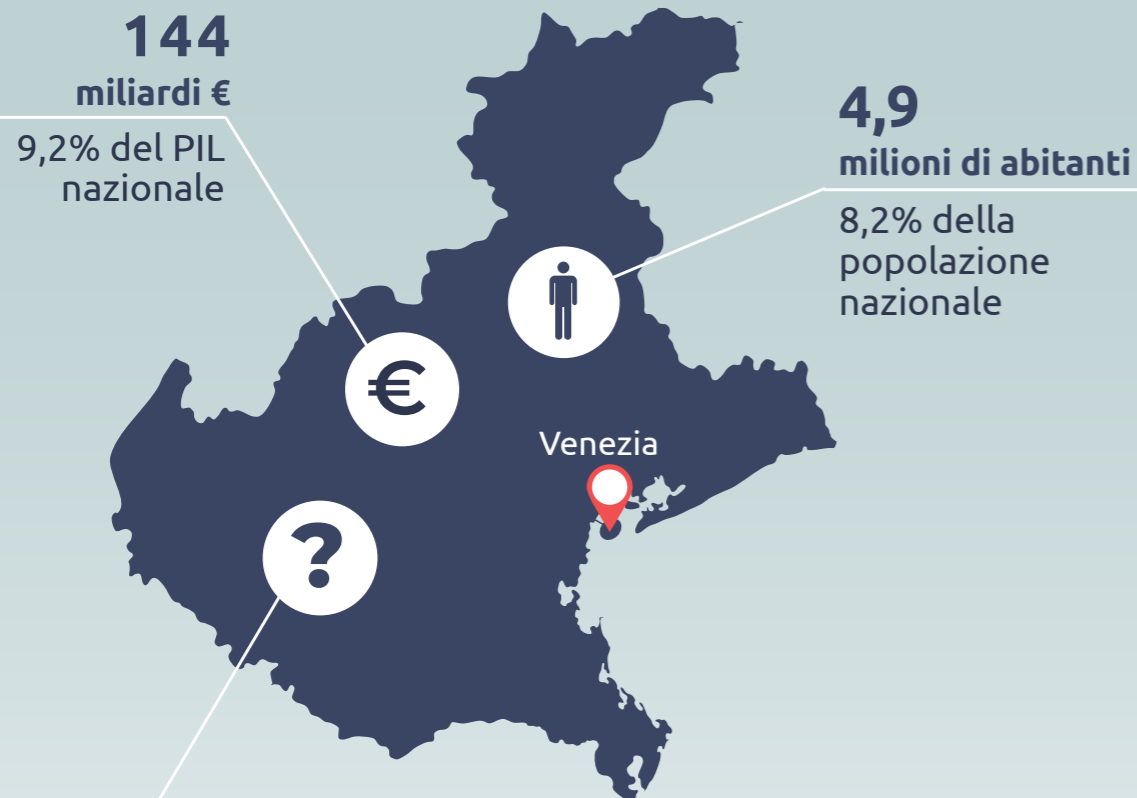 144
miliardi €
9,2% del PIL
nazionale
4,9
milioni di abitanti
8,2% della
popolazione
nazionale
€
Venezia
?